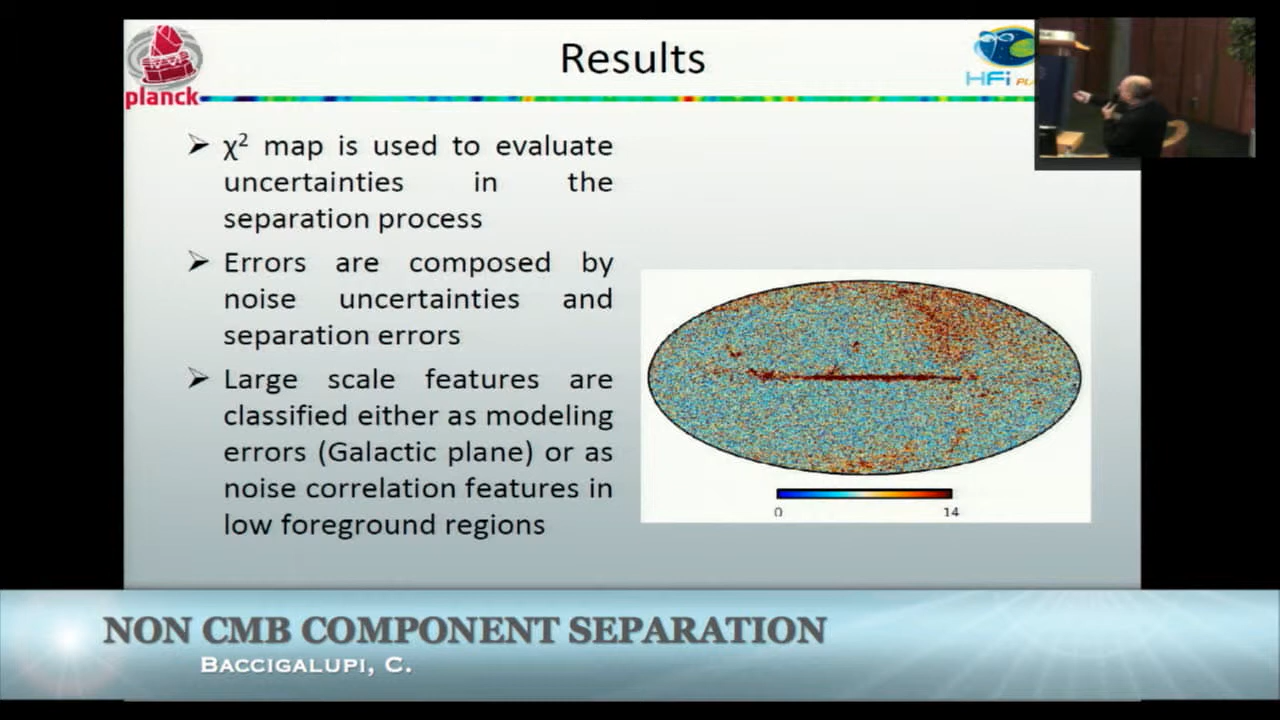 Results
planck
HFi PL
➢ χ² map is used to evaluate
uncertainties in the
separation process
➢ Errors are composed by
noise uncertainties and
separation errors
➢ Large scale features are
classified either as modeling
errors (Galactic plane) or as
noise correlation features in
low foreground regions
0 14
NON CMB COMPONENT SEPARATION
BACCIGALUPI, C.